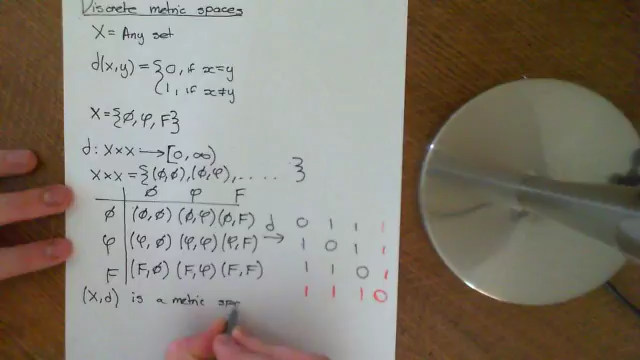 Discrete metric spaces
X = Any set
d(x,y) = { 0, if x=y
1, if x≠y
X = {φ, φ, F}
d: X×X → [0, ∞)
X×X = {(φ,φ), (φ,φ), .... }
φ φ F
φ (φ,φ) (φ,φ) (φ,F) d 0 1 1 1
φ (φ,φ) (φ,φ) (φ,F) → 1 0 1 1
F (F,φ) (F,φ) (F,F) 1 1 0 1
1 1 1 0
(X,d) is a metric spa